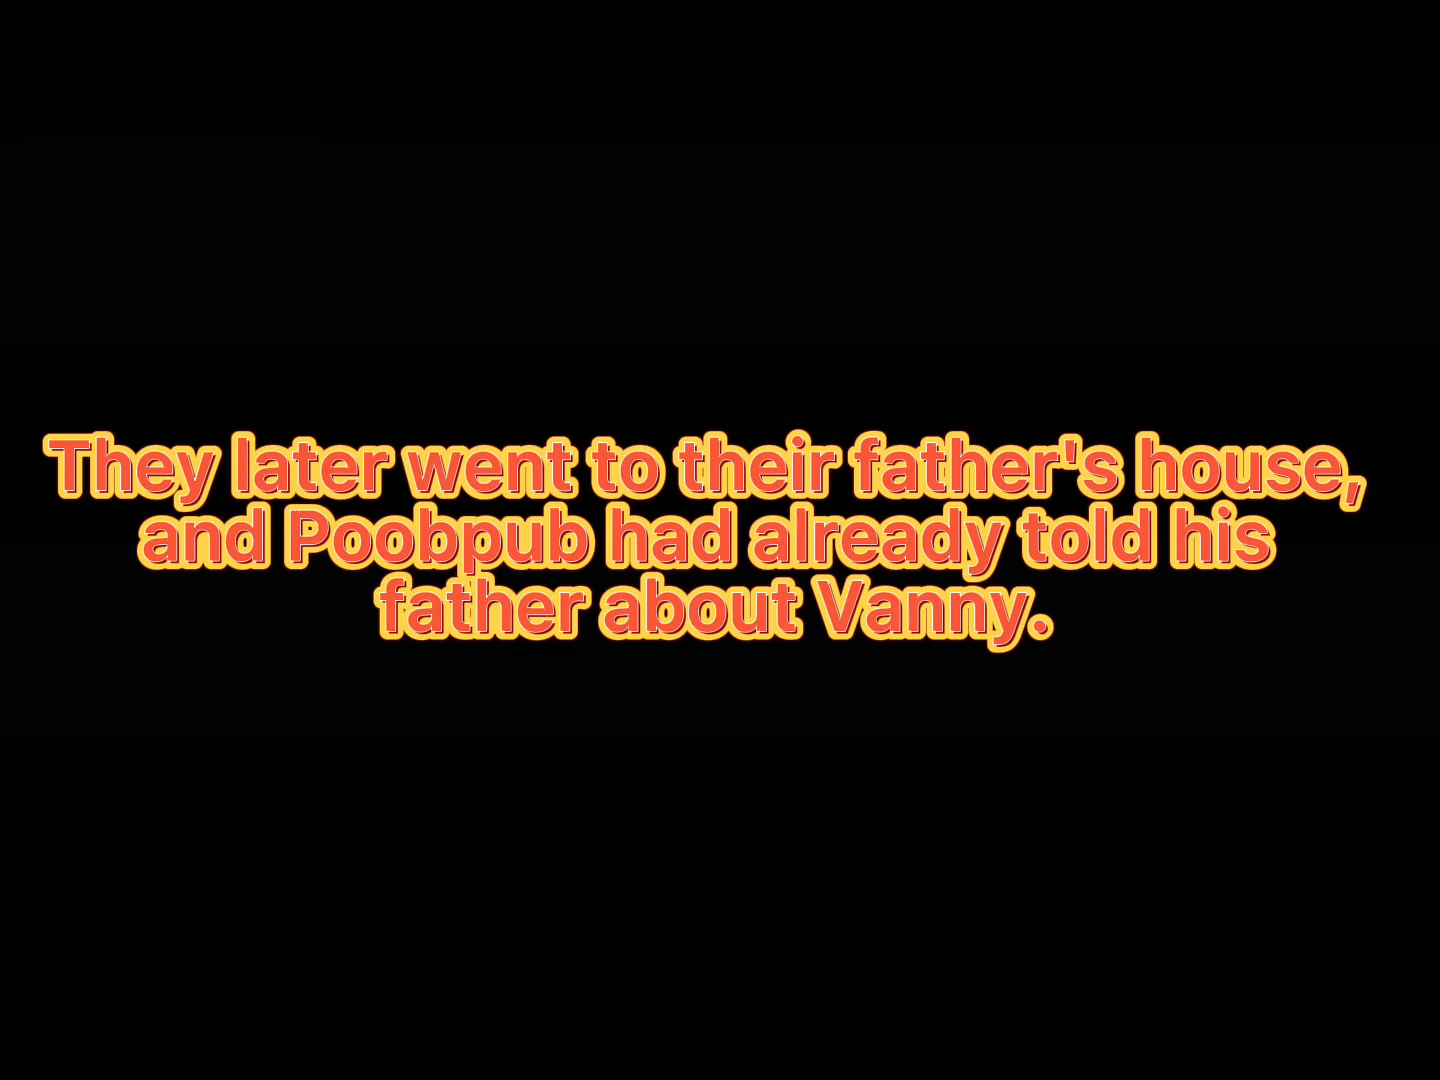 They later went to their father's house,
and Poobpub had already told his
father about Vanny.